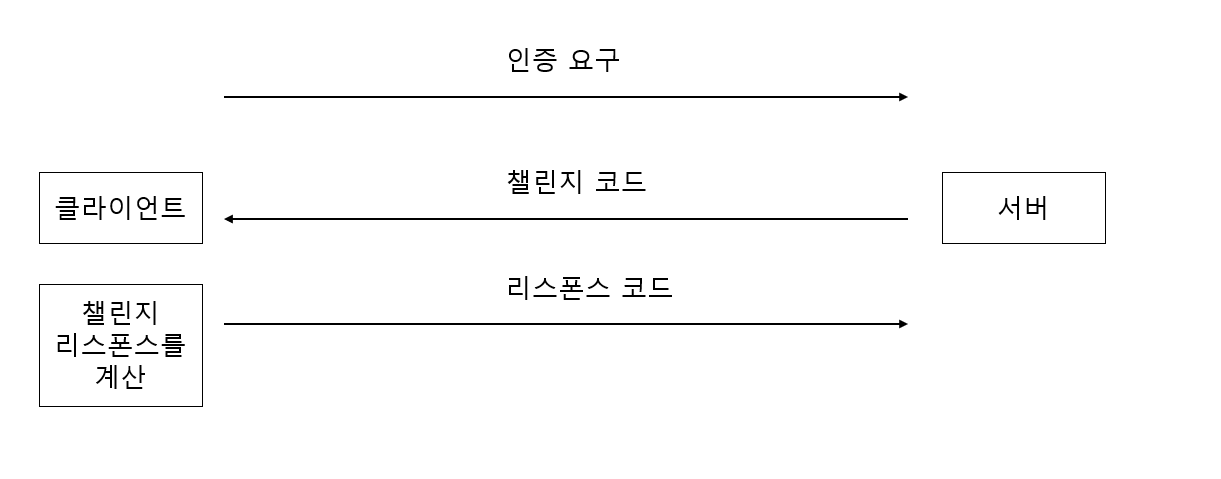 인증 요구
챌린지 코드
클라이언트
서버
리스폰스 코드
챌린지
리스폰스를
계산